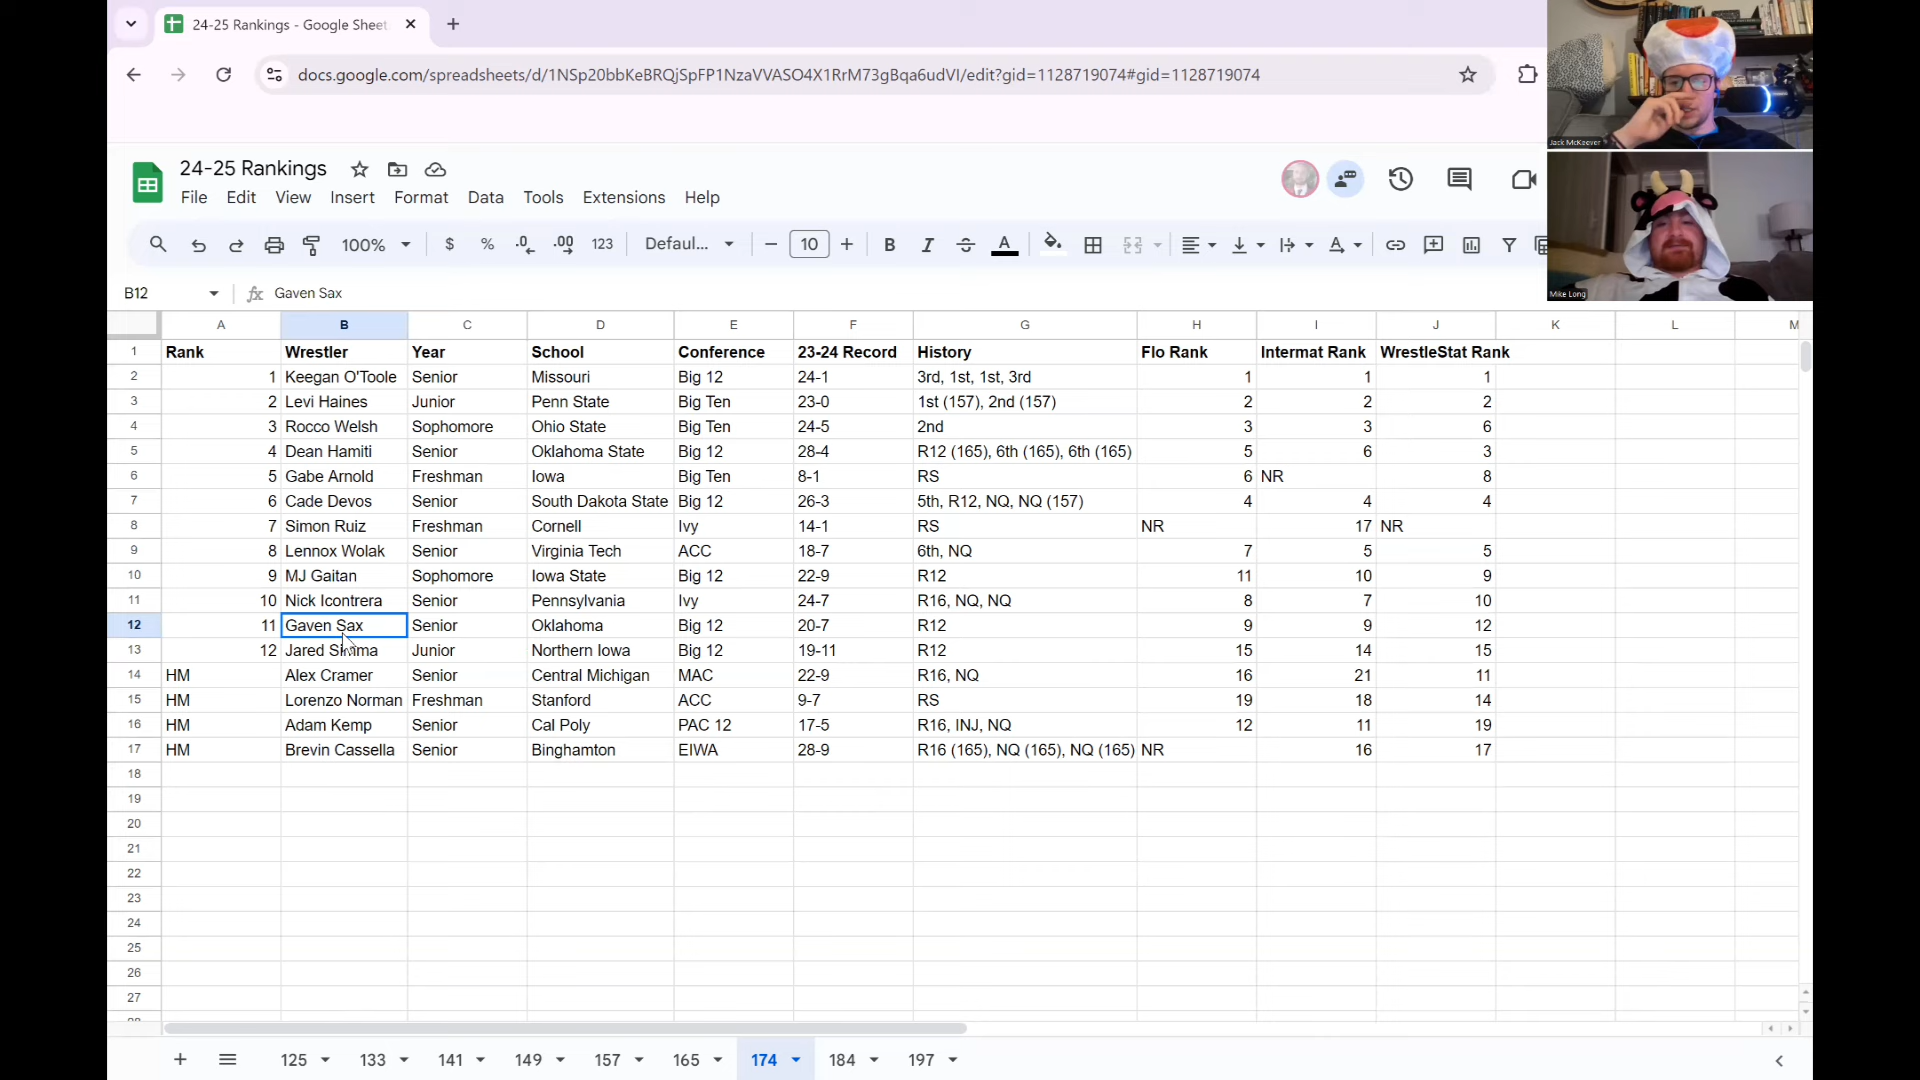 24-25 Rankings - Google Sheet
docs.google.com/spreadsheets/d/1NSp20bbKeBRQjSpFP1NzaVVASO4X1RrM73gBqa6udVI/edit?gid=1128719074#gid=1128719074
Jack McKeever
24-25 Rankings
File Edit View Insert Format Data Tools Extensions Help
100% $ % .0 .00 123 Defaul... 10 B I A
Mike Long
B12 fx Gaven Sax
A B C D E F G H I J K L M
1 Rank Wrestler Year School Conference 23-24 Record History Flo Rank Intermat Rank WrestleStat Rank
2 1 Keegan O'Toole Senior Missouri Big 12 24-1 3rd, 1st, 1st, 3rd 1 1 1
3 2 Levi Haines Junior Penn State Big Ten 23-0 1st (157), 2nd (157) 2 2 2
4 3 Rocco Welsh Sophomore Ohio State Big Ten 24-5 2nd 3 3 6
5 4 Dean Hamiti Senior Oklahoma State Big 12 28-4 R12 (165), 6th (165), 6th (165) 5 6 3
6 5 Gabe Arnold Freshman Iowa Big Ten 8-1 RS 6 NR 8
7 6 Cade Devos Senior South Dakota State Big 12 26-3 5th, R12, NQ, NQ (157) 4 4 4
8 7 Simon Ruiz Freshman Cornell Ivy 14-1 RS NR 17 NR
9 8 Lennox Wolak Senior Virginia Tech ACC 18-7 6th, NQ 7 5 5
10 9 MJ Gaitan Sophomore Iowa State Big 12 22-9 R12 11 10 9
11 10 Nick Icontrera Senior Pennsylvania Ivy 24-7 R16, NQ, NQ 8 7 10
12 11 Gaven Sax Senior Oklahoma Big 12 20-7 R12 9 9 12
13 12 Jared Simma Junior Northern Iowa Big 12 19-11 R12 15 14 15
14 HM Alex Cramer Senior Central Michigan MAC 22-9 R16, NQ 16 21 11
15 HM Lorenzo Norman Freshman Stanford ACC 9-7 RS 19 18 14
16 HM Adam Kemp Senior Cal Poly PAC 12 17-5 R16, INJ, NQ 12 11 19
17 HM Brevin Cassella Senior Binghamton EIWA 28-9 R16 (165), NQ (165), NQ (165) NR 16 17
18
19
20
21
22
23
24
25
26
27
125 133 141 149 157 165 174 184 197